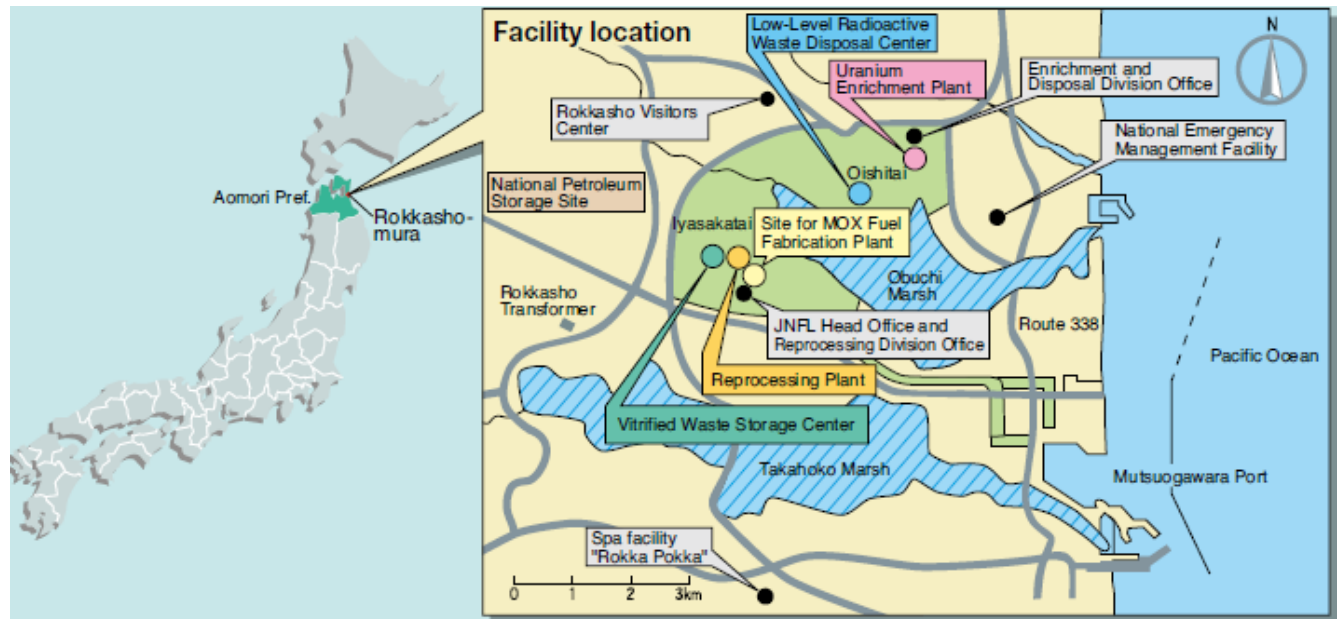 Facility location
Low-Level Radioactive
Waste Disposal Center
N
Uranium
Enrichment Plant
Enrichment and
Disposal Division Office
Rokkasho Visitors
Center
National Emergency
Management Facility
Oishitai
Aomori Pref.
Rokkasho-
mura
National Petroleum
Storage Site
Iyasakatai
Site for MOX Fuel
Fabrication Plant
Obuchi
Marsh
Rokkasho
Transformer
JNFL Head Office and
Reprocessing Division Office
Route 338
Pacific Ocean
Reprocessing Plant
Vitrified Waste Storage Center
Takahoko Marsh
Mutsuogawara Port
Spa facility
"Rokka Pokka"
0 1 2 3km